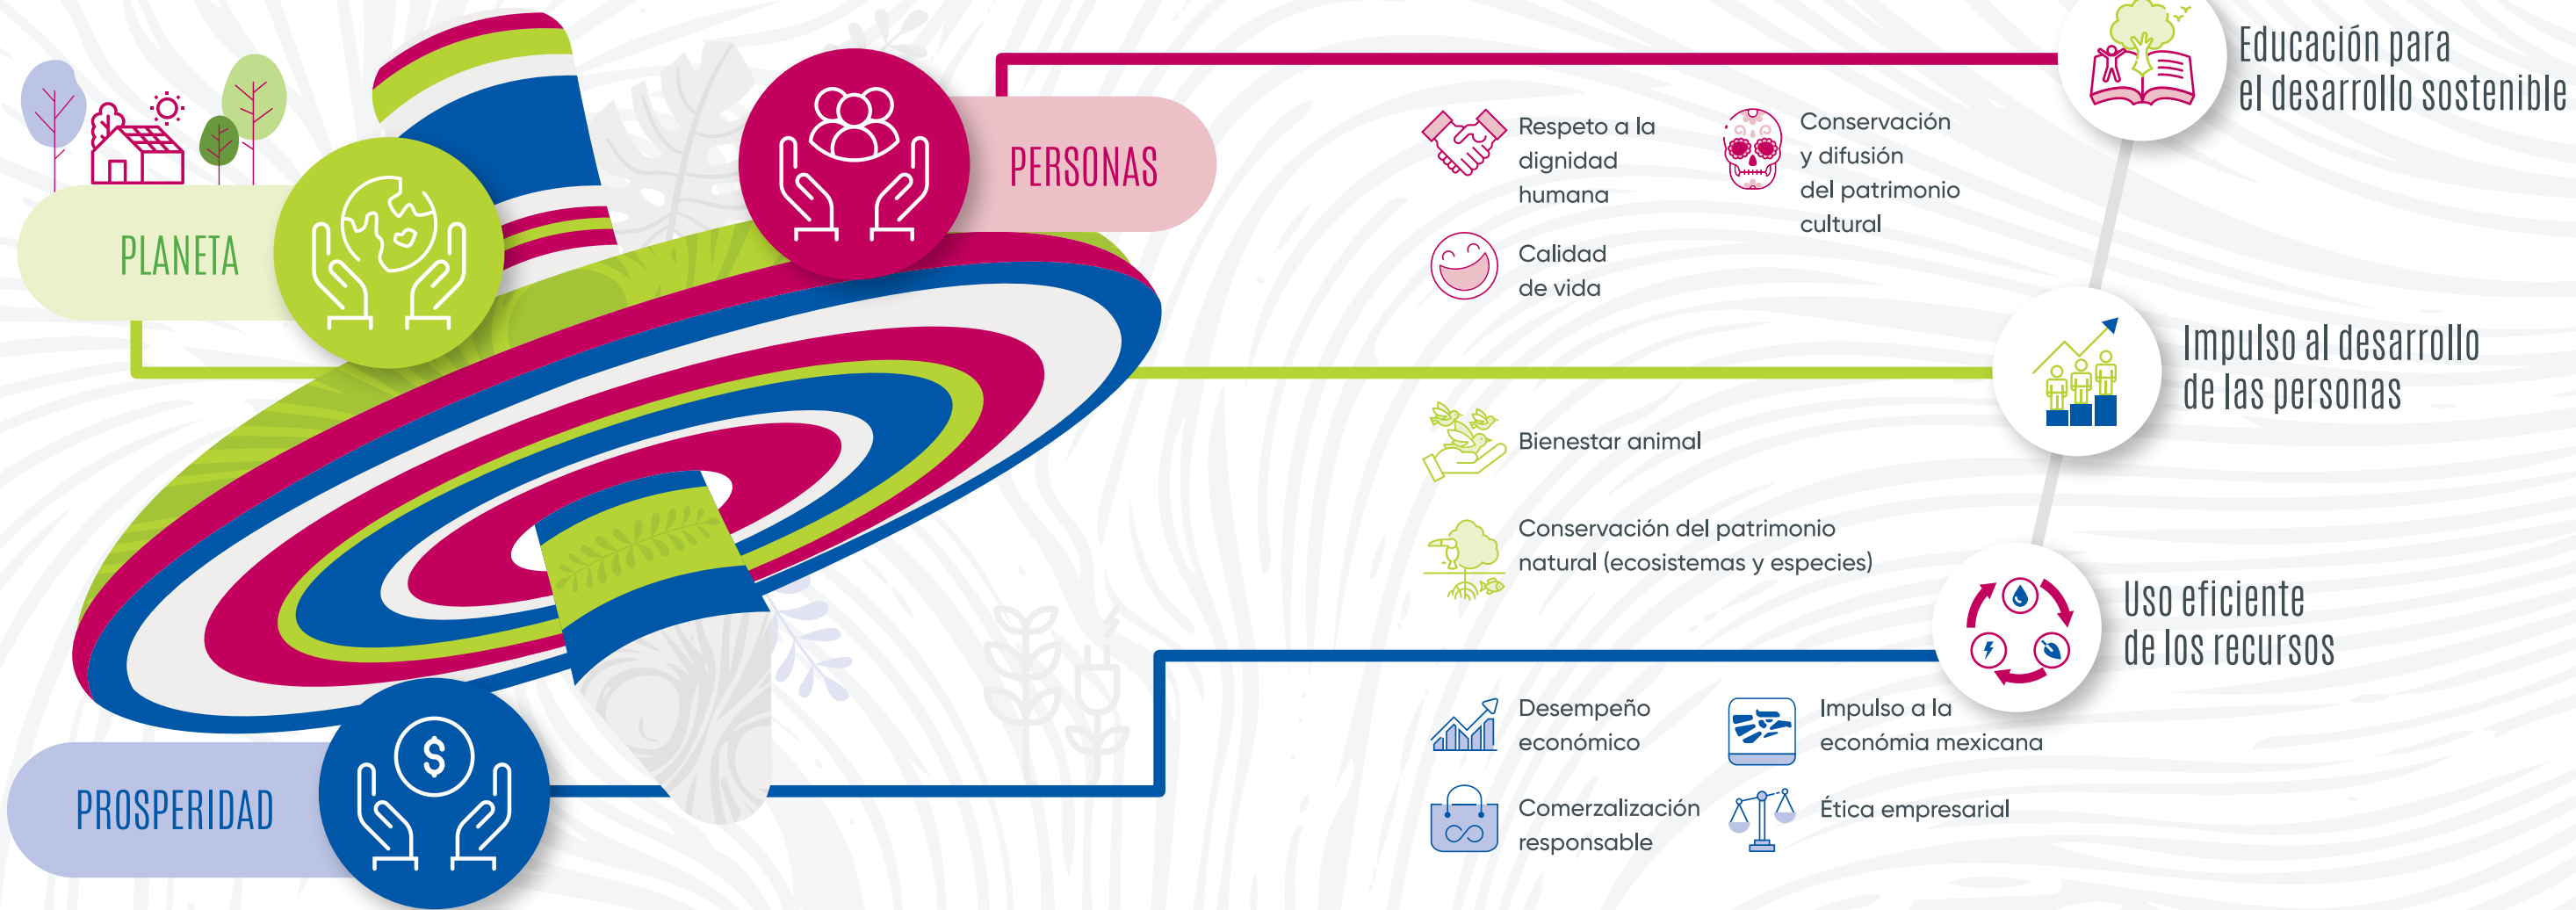 PERSONAS
Educación para
el desarrollo sostenible
Respeto a la
dignidad
humana
Conservación
y difusión
del patrimonio
cultural
Calidad
de vida
PLANETA
Impulso al desarrollo
de las personas
Bienestar animal
Conservación del patrimonio
natural (ecosistemas y especies)
PROSPERIDAD
$
Uso eficiente
de los recursos
Desempeño
económico
Impulso a la
económia mexicana
Comerzalización
responsable
Ética empresarial